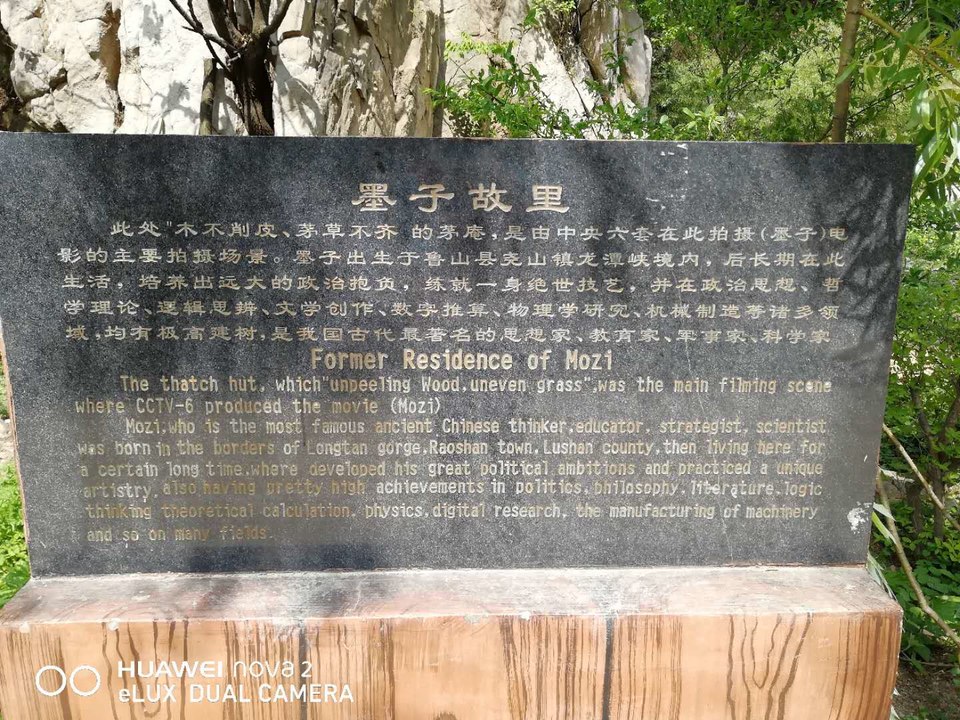 墨子故里
此处"木不削皮、茅草不齐 的茅庵，是由中央六套在此拍摄(墨子)电
影的主要拍摄场景。墨子出生于鲁山县尧山镇龙潭峡境内，后长期在此
生活，培养出远大的政治抱负，练就一身绝世技艺，并在政治思想、哲
学理论、逻辑思辨、文学创作、数字推算、物理学研究、机械制造等诸多领
域，均有极高建树，是我国古代最著名的思想家、教育家、军事家、科学家
Former Residence of Mozi
The thatch hut, which"unpeeling Wood,uneven grass",was the main filming scene
where CCTV-6 produced the movie (Mozi)
Mozi,who is the most famous ancient Chinese thinker,educator, strategist, scientist
was born in the borders of Longtan gorge,Raoshan town,Lushan county,then living here for
a certain long time,where developed his great political ambitions and practiced a unique
artistry, also having pretty high achievements in politics, philosophy, literature, logic
thinking theoretical calculation, physics,digital research, the manufacturing of machinery
and so on many fields.
HUAWEI nova 2
eLUX DUAL CAMERA